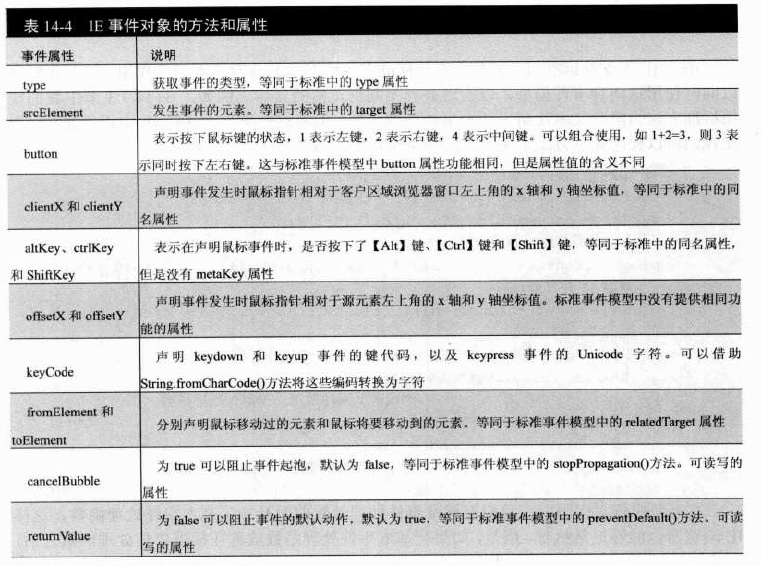 表 14-4 IE 事件对象的方法和属性
事件属性 说明
type 获取事件的类型，等同于标准中的 type 属性
srcElement 发生事件的元素。等同于标准中的 target 属性
表示按下鼠标键的状态，1 表示左键，2 表示右键，4 表示中间键。可以组合使用，如 1+2=3，则 3 表
button
示同时按下左右键。这与标准事件模型中 button 属性功能相同，但是属性值的含义不同
声明事件发生时鼠标指针相对于客户区域浏览器窗口左上角的 x 轴和 y 轴坐标值，等同于标准中的同
clientX 和 clientY
名属性
altKey、ctrlKey 表示在声明鼠标事件时，是否按下了【Alt】键、【Ctrl】键和【Shift】键，等同于标准中的同名属性，
和 ShiftKey 但是没有 metaKey 属性
声明事件发生时鼠标指针相对于源元素左上角的 x 轴和 y 轴坐标值。标准事件模型中没有提供相同功
offsetX 和 offsetY
能的属性
声明 keydown 和 keyup 事件的键代码，以及 keypress 事件的 Unicode 字符。可以借助
keyCode
String.fromCharCode()方法将这些编码转换为字符
fromElement 和
分别声明鼠标移动过的元素和鼠标将要移动到的元素．等同于标准事件模型中的 relatedTarget 属性
toElement
为 true 可以阻止事件起泡，默认为 false，等同于标准事件模型中的 stopPropagation()方法。可读写的
cancelBubble
属性
为 false 可以阻止事件的默认动作，默认为 true．等同于标准事件模型中的 preventDefault()方法．可读
returnValue
写的属性